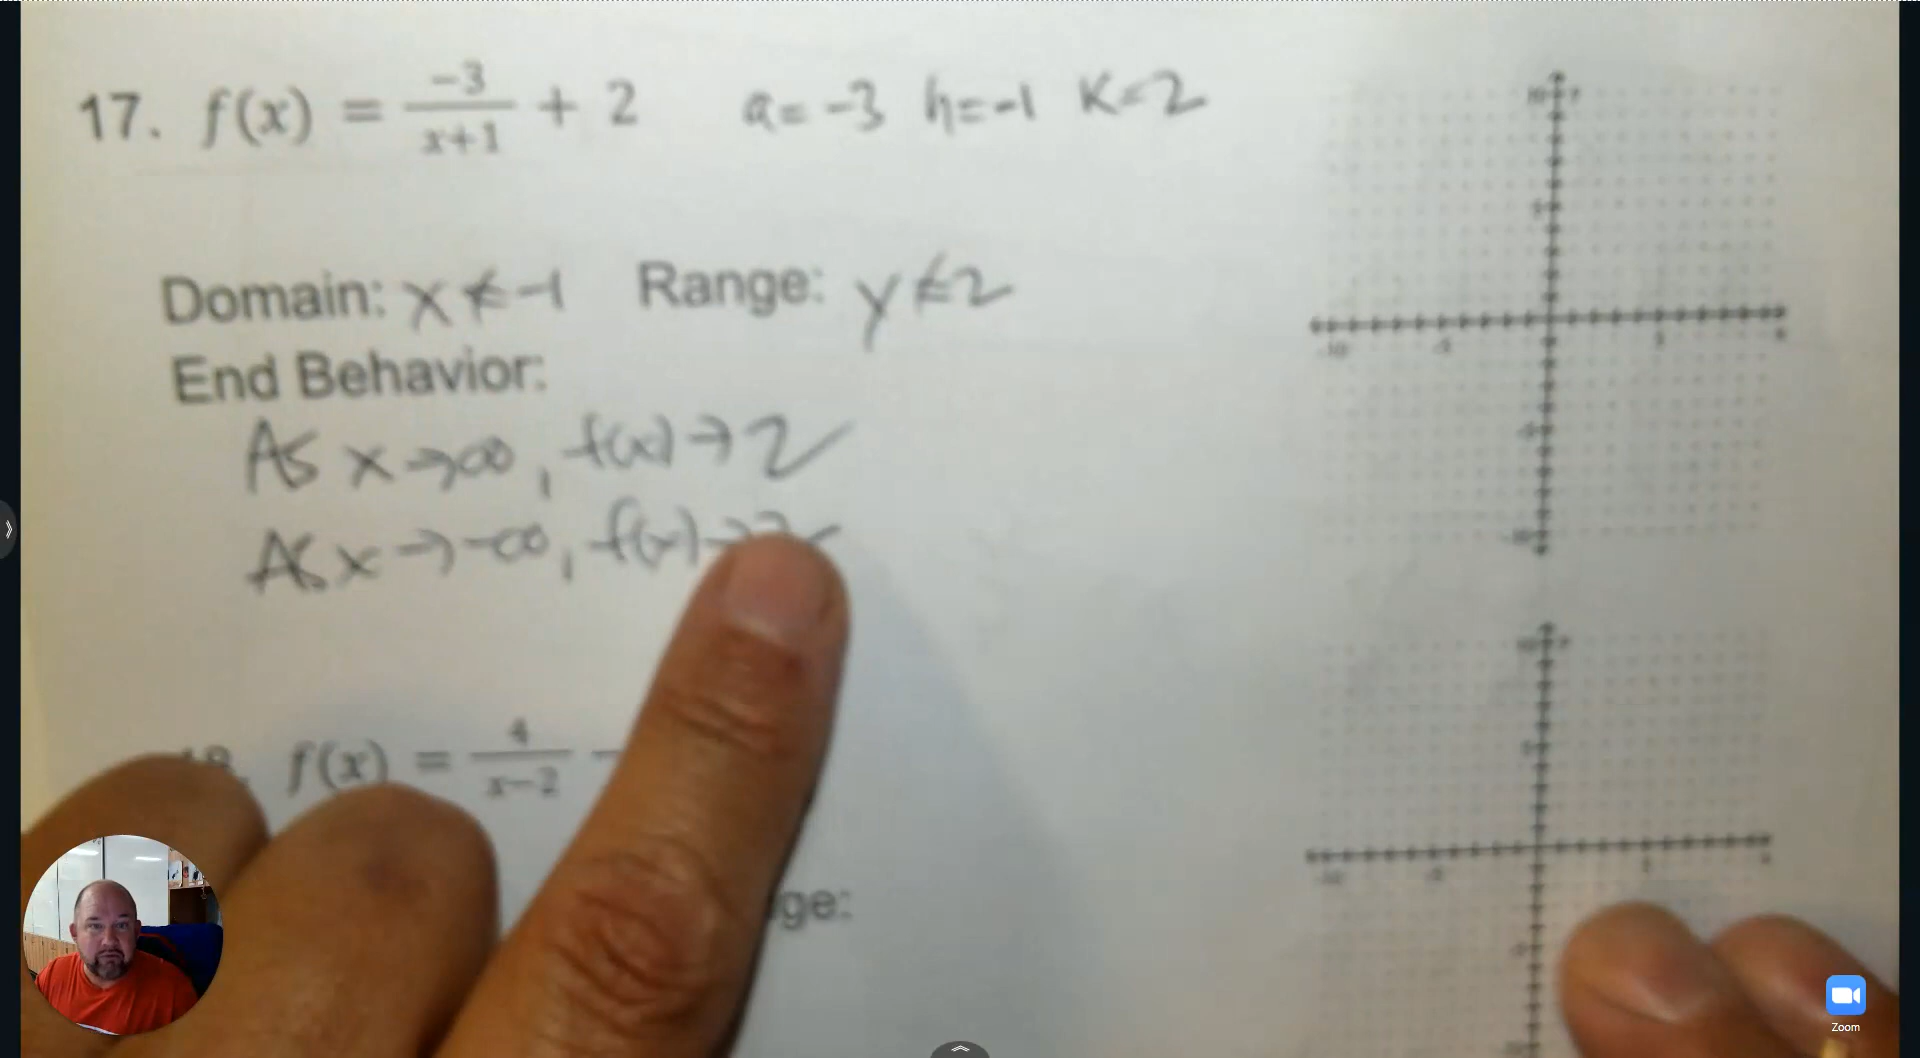 17. f(x) = -3/x+1 + 2 a = -3 h = -1 K = 2
Domain: x ≠ -1 Range: y ≠ 2
End Behavior:
As x → ∞, f(x) → 2
As x → -∞, f(x) → 2
f(x) = 4/x-2 -
ge:
Zoom